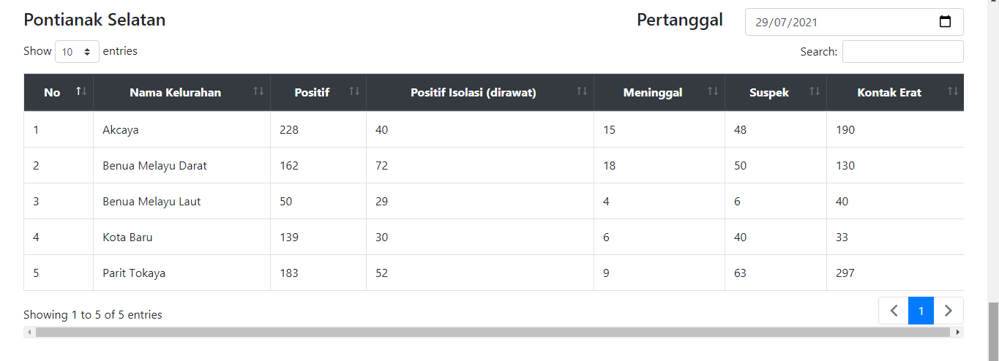 Pontianak Selatan Pertanggal 29/07/2021
Show 10 entries Search:
No Nama Kelurahan Positif Positif Isolasi (dirawat) Meninggal Suspek Kontak Erat
1 Akcaya 228 40 15 48 190
2 Benua Melayu Darat 162 72 18 50 130
3 Benua Melayu Laut 50 29 4 6 40
4 Kota Baru 139 30 6 40 33
5 Parit Tokaya 183 52 9 63 297
Showing 1 to 5 of 5 entries 1